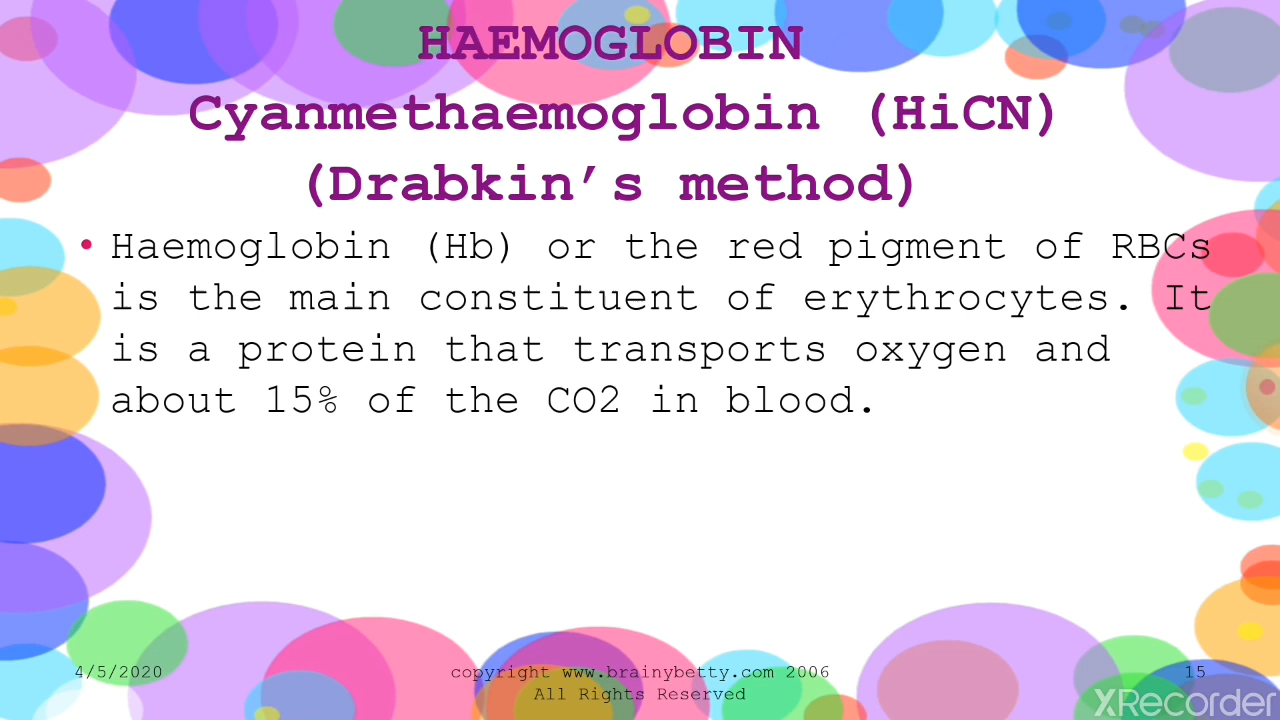 HAEMOGLOBIN
Cyanmethaemoglobin (HiCN)
(Drabkin’s method)
• Haemoglobin (Hb) or the red pigment of RBCs
is the main constituent of erythrocytes. It
is a protein that transports oxygen and
about 15% of the CO2 in blood.
4/5/2020
copyright www.brainybetty.com 2006
All Rights Reserved
15
XRecorder